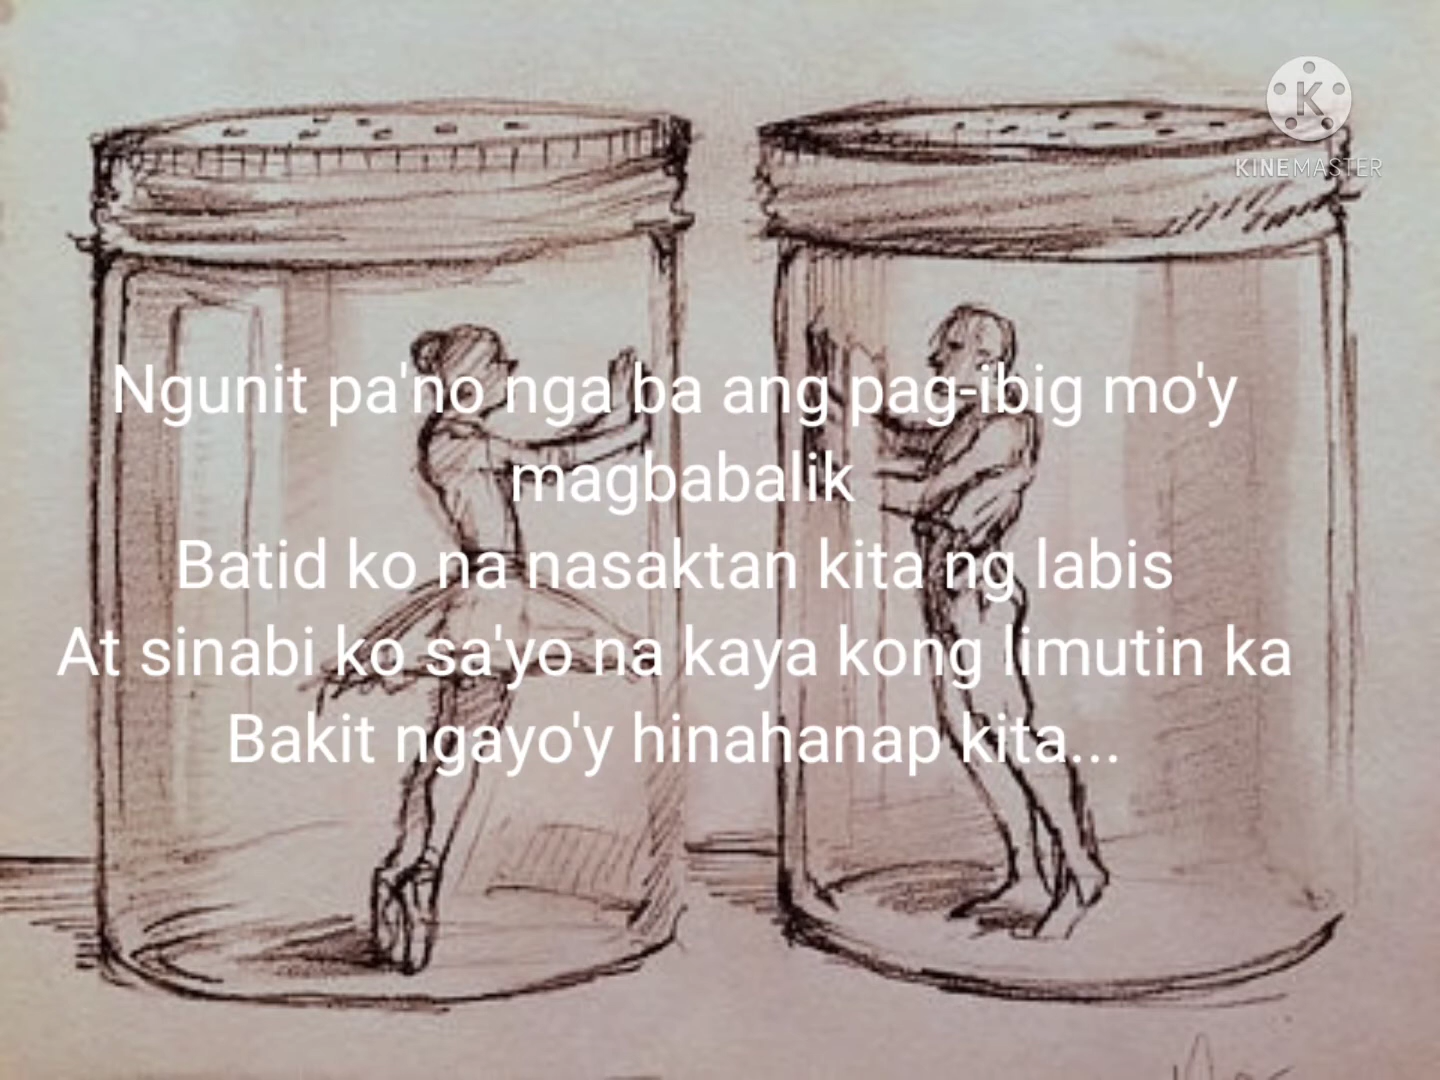 K
KINEMASTER
Ngunit pa'no nga ba ang pag-ibig mo'y
magbabalik
Batid ko na nasaktan kita ng labis
At sinabi ko sa'yo na kaya kong limutin ka
Bakit ngayo'y hinahanap kita...